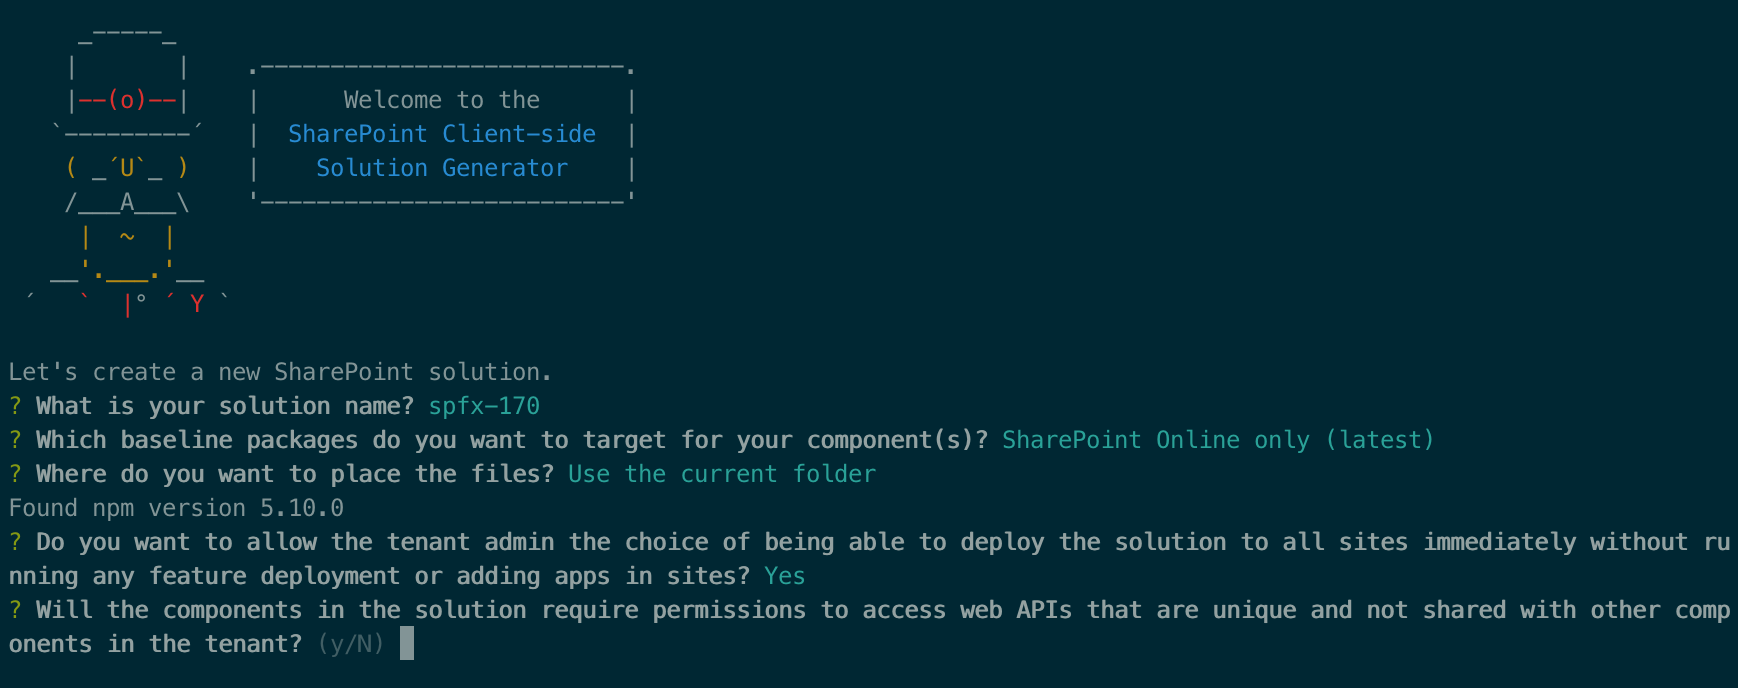 _-----_
    |       |    .--------------------------.
    |--(o)--|    |      Welcome to the      |
   `---------´   |  SharePoint Client-side  |
    ( _´U`_ )    |    Solution Generator    |
    /___A___\    '--------------------------'
     |  ~  |
   __'.___.'__
 ´   `  |° ´ Y `

Let's create a new SharePoint solution.
? What is your solution name? spfx-170
? Which baseline packages do you want to target for your component(s)? SharePoint Online only (latest)
? Where do you want to place the files? Use the current folder
Found npm version 5.10.0
? Do you want to allow the tenant admin the choice of being able to deploy the solution to all sites immediately without ru
nning any feature deployment or adding apps in sites? Yes
? Will the components in the solution require permissions to access web APIs that are unique and not shared with other comp
onents in the tenant? (y/N)